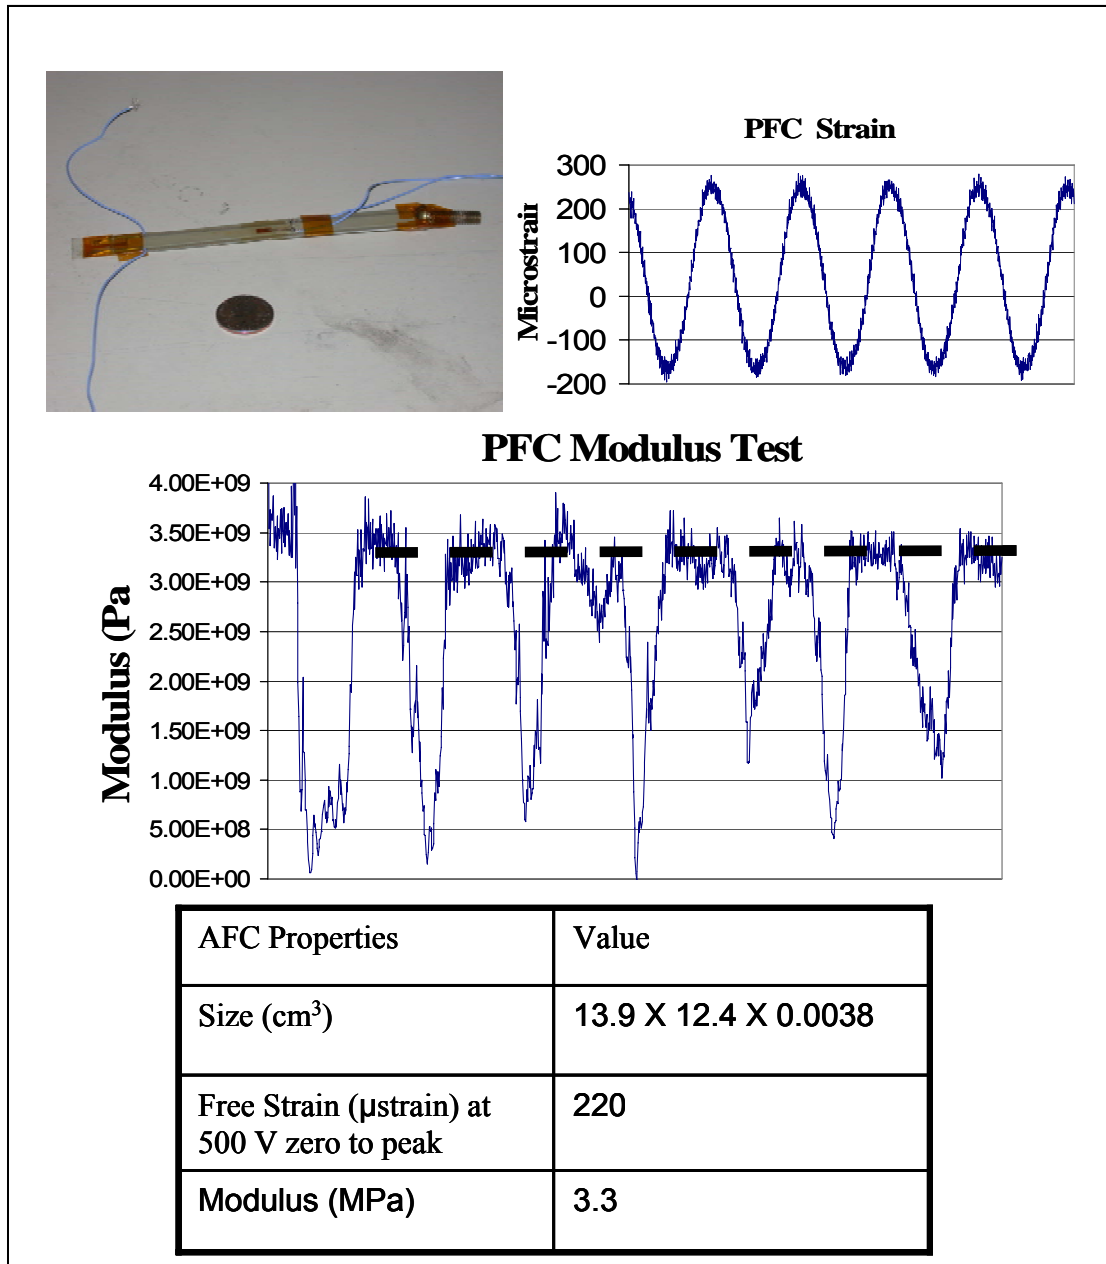 PFC Strain
300
200
100
0
-100
-200
Microstrain
PFC Modulus Test
4.00E+09
3.50E+09
3.00E+09
2.50E+09
2.00E+09
1.50E+09
1.00E+09
5.00E+08
0.00E+00
Modulus (Pa
AFC Properties Value
Size (cm³) 13.9 X 12.4 X 0.0038
Free Strain (µstrain) at 220
500 V zero to peak
Modulus (MPa) 3.3